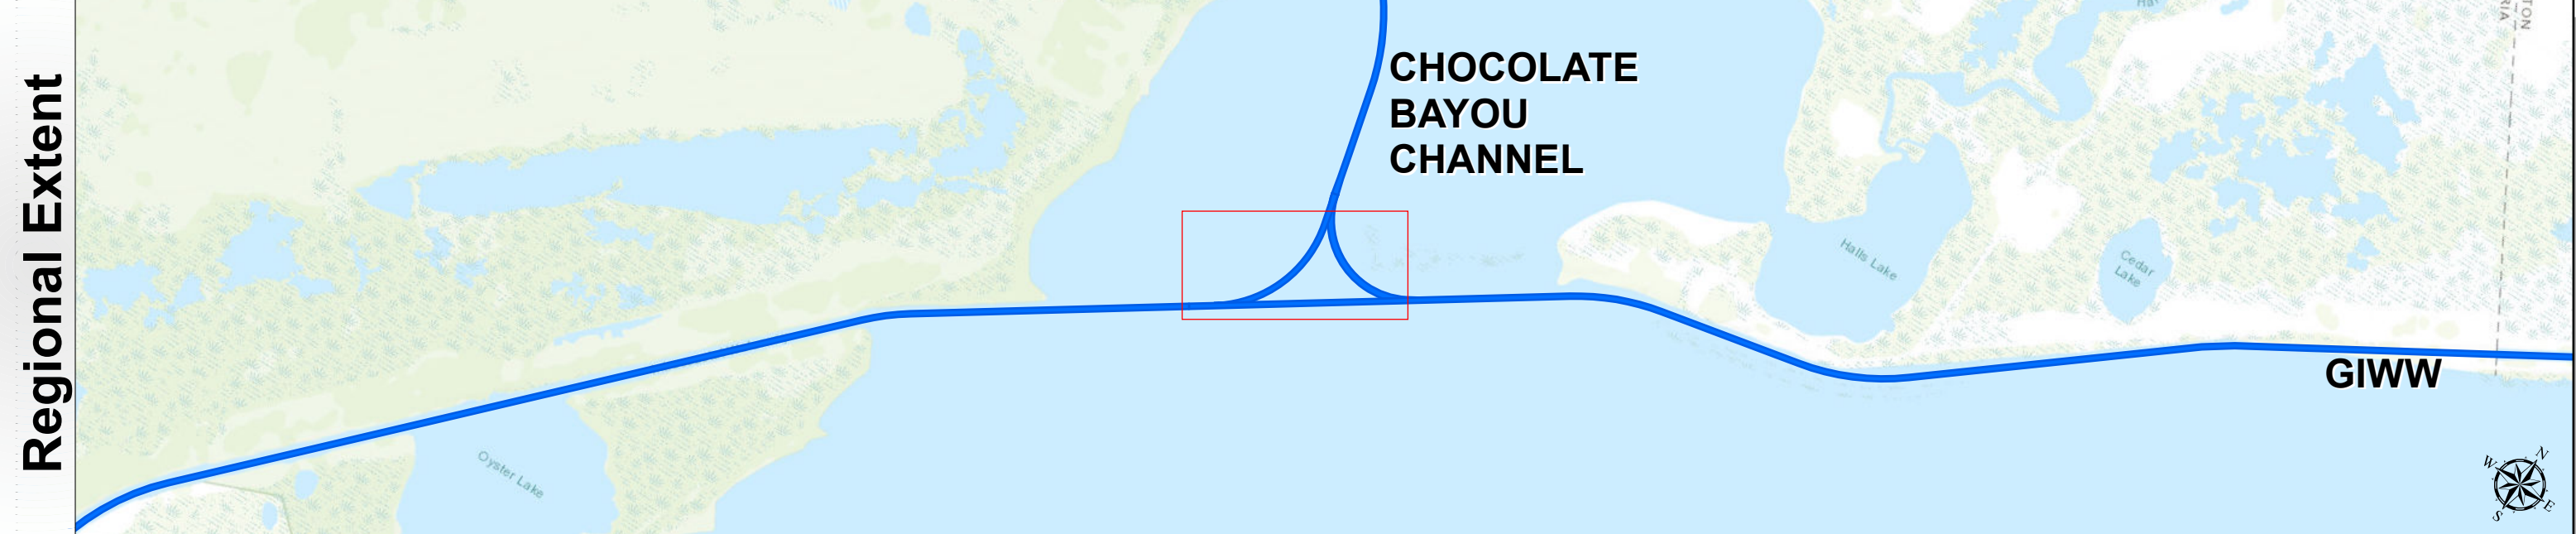 Regional Extent
CHOCOLATE
BAYOU
CHANNEL
Halls Lake
Cedar
Lake
GIWW
Oyster Lake
N
W
E
S